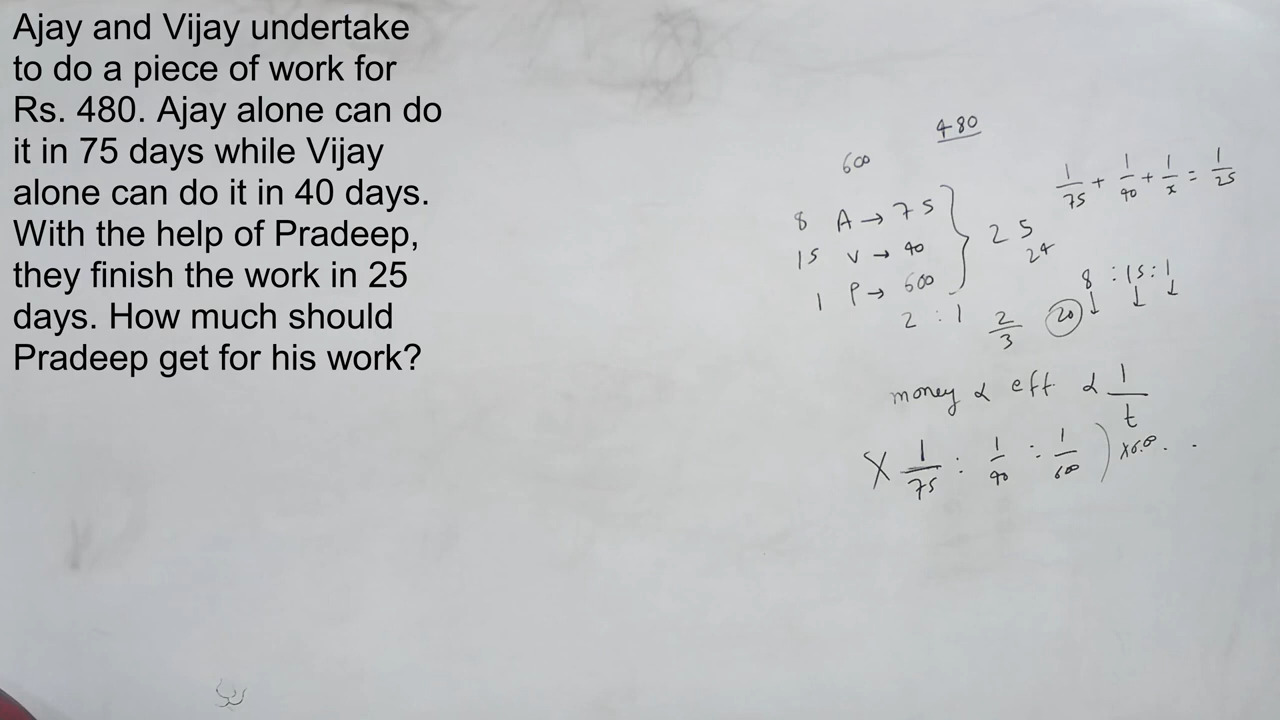 Ajay and Vijay undertake
to do a piece of work for
Rs. 480. Ajay alone can do
it in 75 days while Vijay
alone can do it in 40 days.
With the help of Pradeep,
they finish the work in 25
days. How much should
Pradeep get for his work?
480
600
1/75 + 1/40 + 1/x = 1/25
8 A → 75
15 V → 40 } 25
24
1 P → 600
8 : 15 : 1
↓ ↓ ↓
2 : 1 2/3 20
money α eff α 1/t
X 1/75 : 1/40 : 1/600 ) x600